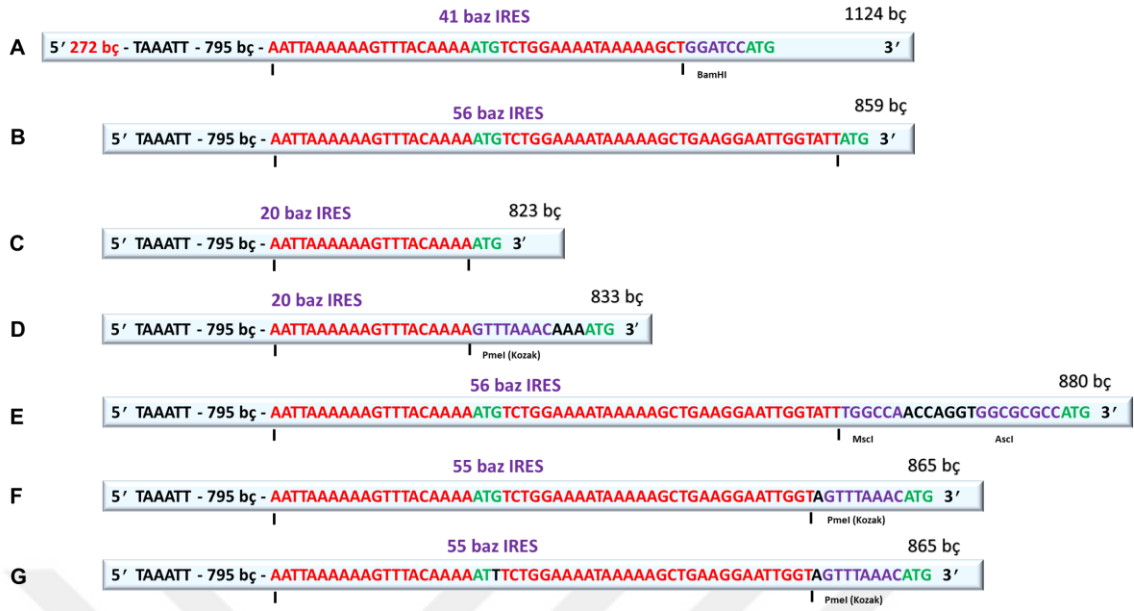 41 baz IRES 1124 bç
A 5′ 272 bç - TAAATT - 795 bç - AATTAAAAAAGTTTACAAAAATGTCTGGAAAATAAAAAGCTGGATCCATG 3′
BamHI
56 baz IRES 859 bç
B 5′ TAAATT - 795 bç - AATTAAAAAAGTTTACAAAAATGTCTGGAAAATAAAAAGCTGAAGGAATTGGTATTATG 3′
20 baz IRES 823 bç
C 5′ TAAATT - 795 bç - AATTAAAAAAGTTTACAAAAATG 3′
20 baz IRES 833 bç
D 5′ TAAATT - 795 bç - AATTAAAAAAGTTTACAAAAGTTTAAACAAAATG 3′
PmeI (Kozak)
56 baz IRES 880 bç
E 5′ TAAATT - 795 bç - AATTAAAAAAGTTTACAAAAATGTCTGGAAAATAAAAAGCTGAAGGAATTGGTATTTGGCCAACCAGGTGGCGCGCCATG 3′
MscI AscI
55 baz IRES 865 bç
F 5′ TAAATT - 795 bç - AATTAAAAAAGTTTACAAAAATGTCTGGAAAATAAAAAGCTGAAGGAATTGGTAGTTTAAACATG 3′
PmeI (Kozak)
55 baz IRES 865 bç
G 5′ TAAATT - 795 bç - AATTAAAAAAGTTTACAAAAATTTCTGGAAAATAAAAAGCTGAAGGAATTGGTAGTTTAAACATG 3′
PmeI (Kozak)